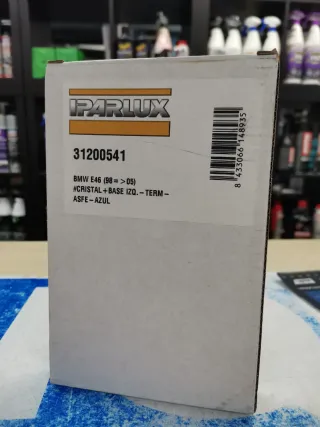 IPARLUX
31200541
BMW E46 (98=>05)
#CRISTAL+BASE IZQ.-TERM-
ASFE-AZUL
8 433066 148935